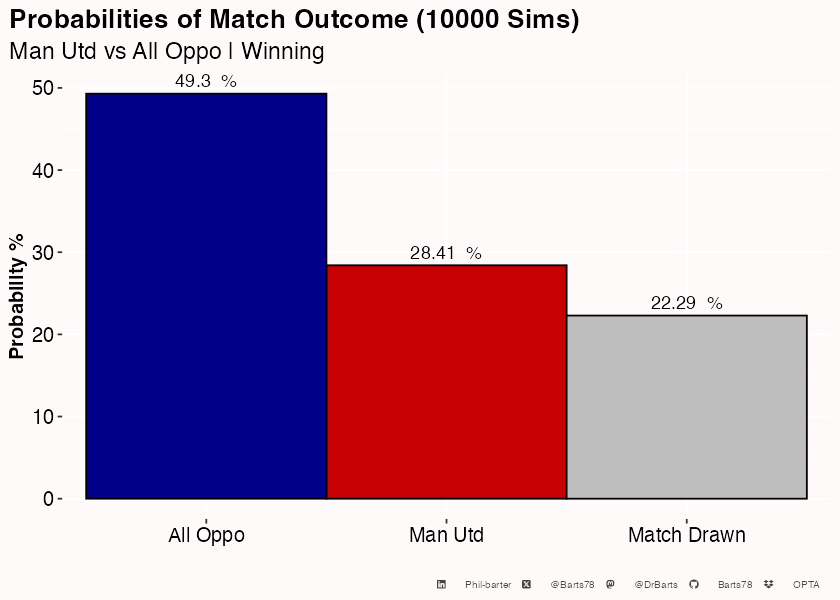 Probabilities of Match Outcome (10000 Sims)
Man Utd vs All Oppo | Winning
49.3 %
50
40
30
20
10
0
Probability %
28.41 %
22.29 %
All Oppo Man Utd Match Drawn
Phil-barter @Barts78 @DrBarts Barts78 OPTA